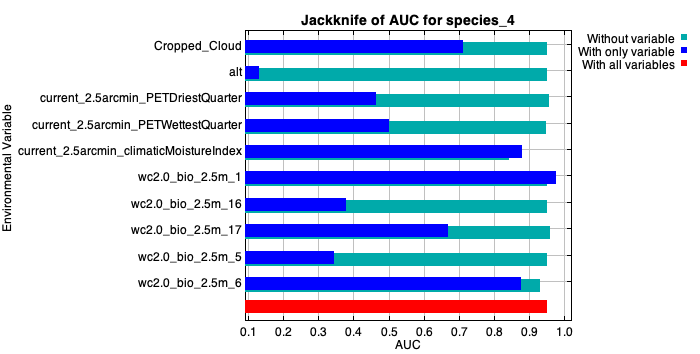 Jackknife of AUC for species_4
Without variable
With only variable
With all variables
Environmental Variable
Cropped_Cloud
alt
current_2.5arcmin_PETDriestQuarter
current_2.5arcmin_PETWettestQuarter
current_2.5arcmin_climaticMoistureIndex
wc2.0_bio_2.5m_1
wc2.0_bio_2.5m_16
wc2.0_bio_2.5m_17
wc2.0_bio_2.5m_5
wc2.0_bio_2.5m_6
0.1 0.2 0.3 0.4 0.5 0.6 0.7 0.8 0.9 1.0
AUC